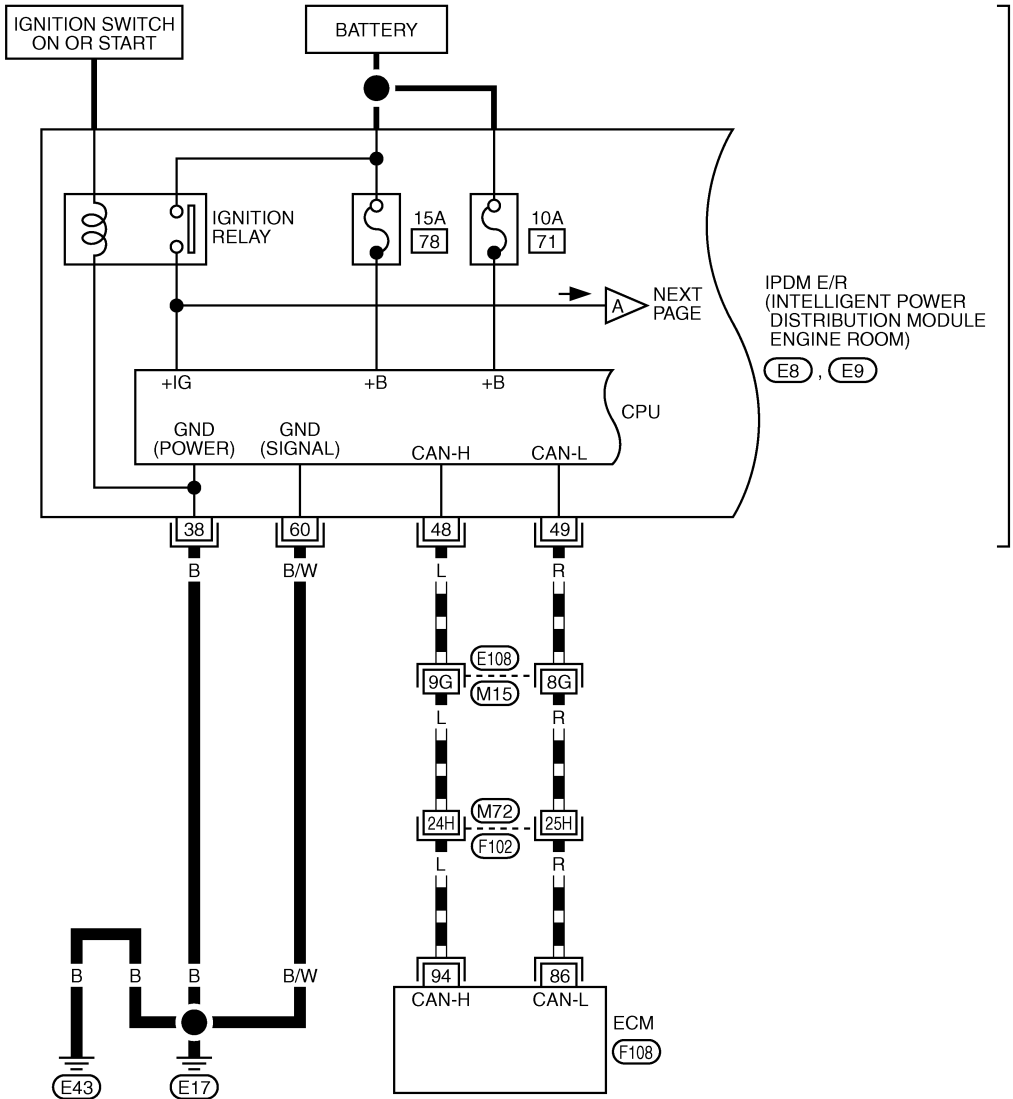 IGNITION SWITCH
ON OR START
BATTERY
IGNITION
RELAY
15A
78
10A
71
A
NEXT
PAGE
IPDM E/R
(INTELLIGENT POWER
DISTRIBUTION MODULE
ENGINE ROOM)
E8 , E9
+IG
+B
+B
CPU
GND
(POWER)
GND
(SIGNAL)
CAN-H
CAN-L
38
60
48
49
B
B/W
L
R
E108
9G
8G
M15
L
R
M72
24H
25H
F102
L
R
B
B
B
B/W
94
86
CAN-H
CAN-L
ECM
F108
E43
E17